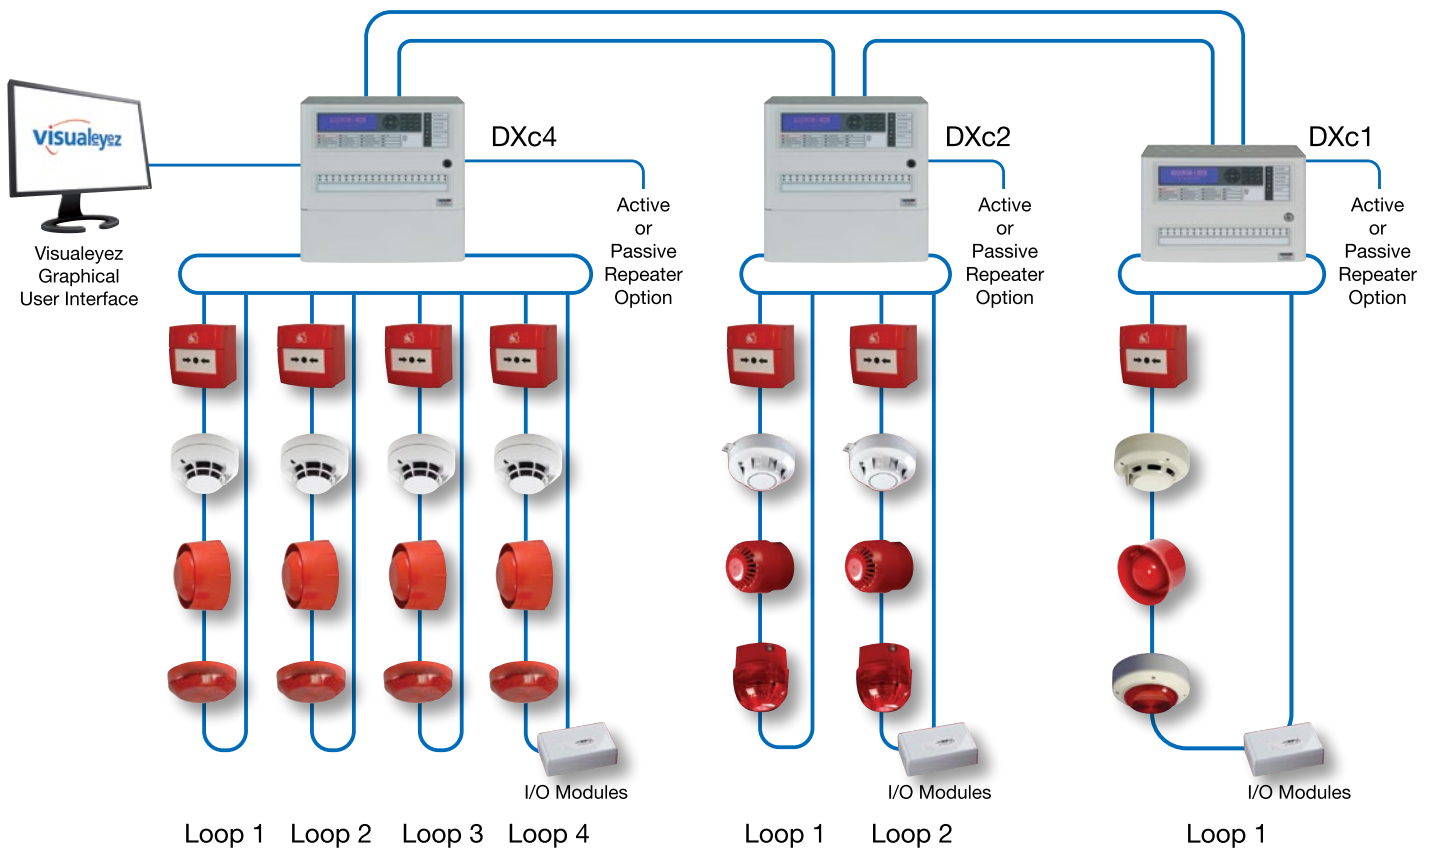 visualeyez
Visualeyez
Graphical
User Interface
DXc4
Active
or
Passive
Repeater
Option
DXc2
Active
or
Passive
Repeater
Option
DXc1
Active
or
Passive
Repeater
Option
I/O Modules
I/O Modules
I/O Modules
Loop 1
Loop 2
Loop 3
Loop 4
Loop 1
Loop 2
Loop 1